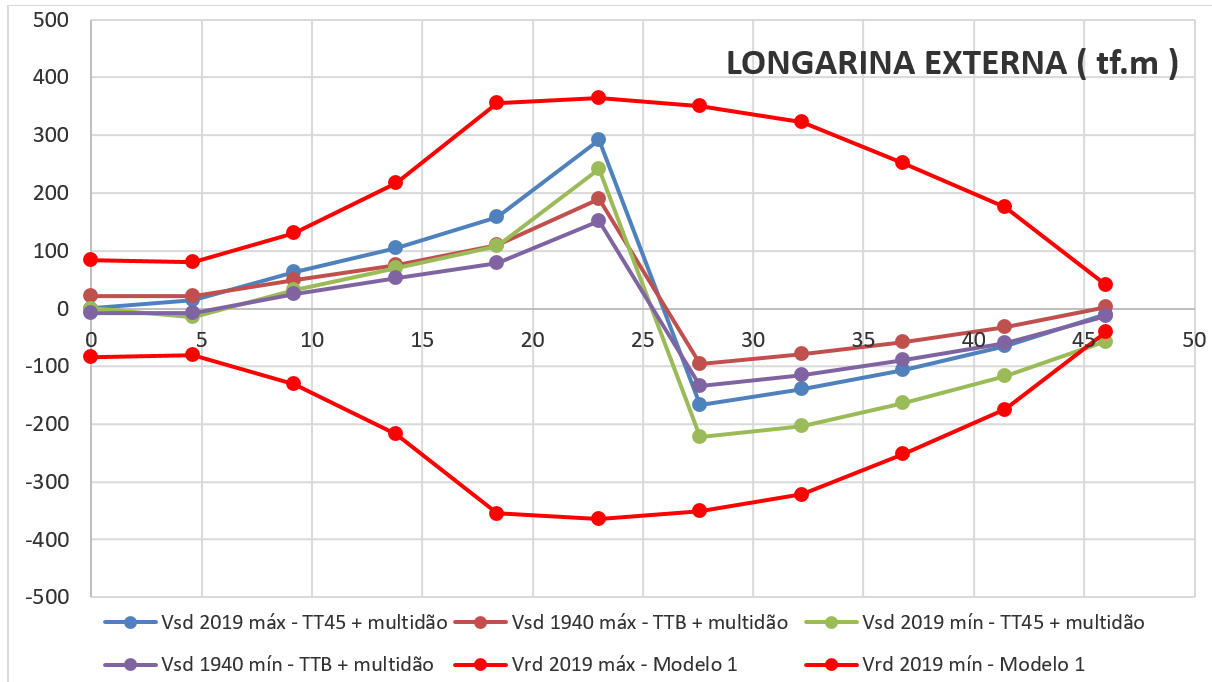 LONGARINA EXTERNA ( tf.m )
500
400
300
200
100
0
-100
-200
-300
-400
-500
0 5 10 15 20 25 30 35 40 45 50
Vsd 2019 máx - TT45 + multidão Vsd 1940 máx - TTB + multidão Vsd 2019 mín - TT45 + multidão
Vsd 1940 mín - TTB + multidão Vrd 2019 máx - Modelo 1 Vrd 2019 mín - Modelo 1